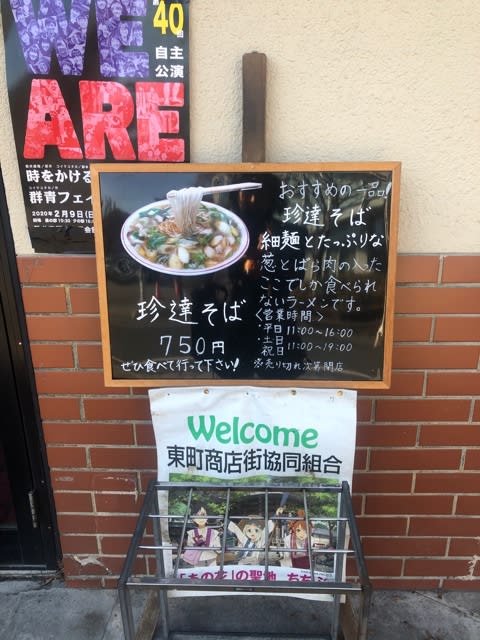 WE
ARE
40
自主
公演
時をかける
群青フェイ
2020年 2月9日(日
おすすめの一品!
珍達そば
細麺とたっぷりな
葱とばら肉の入った
ここでしか食べられ
ないラーメンです。
〈営業時間〉
・平日 11:00〜16:00
・土日
祝日 11:00〜19:00
※売り切れ次第閉店
珍達そば
750円
ぜひ食べて行って下さい!
Welcome
東町商店街協同組合
の聖地